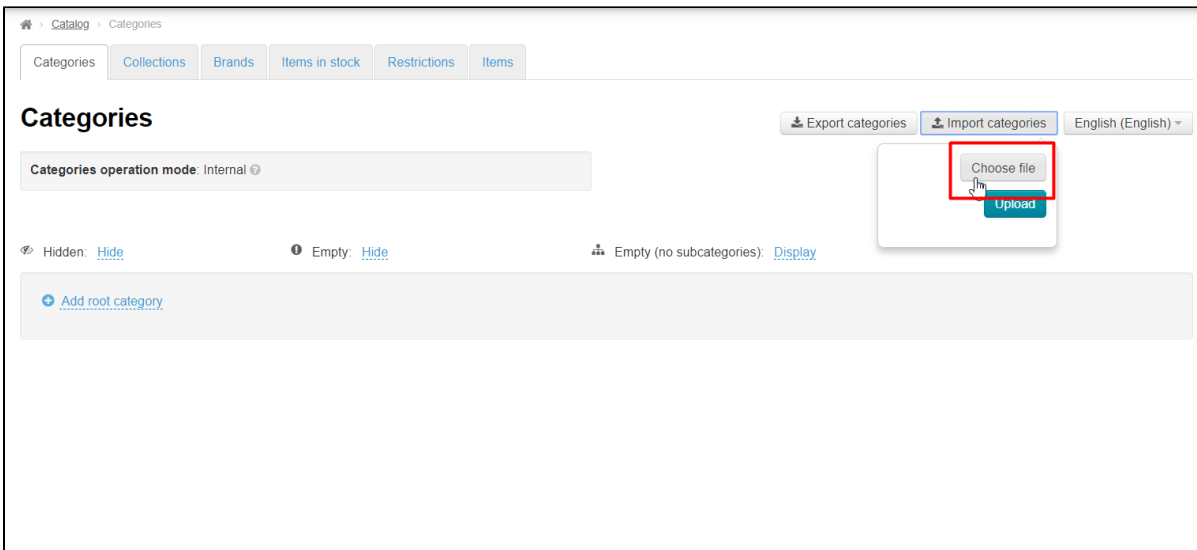 Catalog > Categories
Categories Collections Brands Items in stock Restrictions Items
Categories
Export categories Import categories English (English)
Categories operation mode: Internal
Choose file
Upload
Hidden: Hide Empty: Hide Empty (no subcategories): Display
Add root category